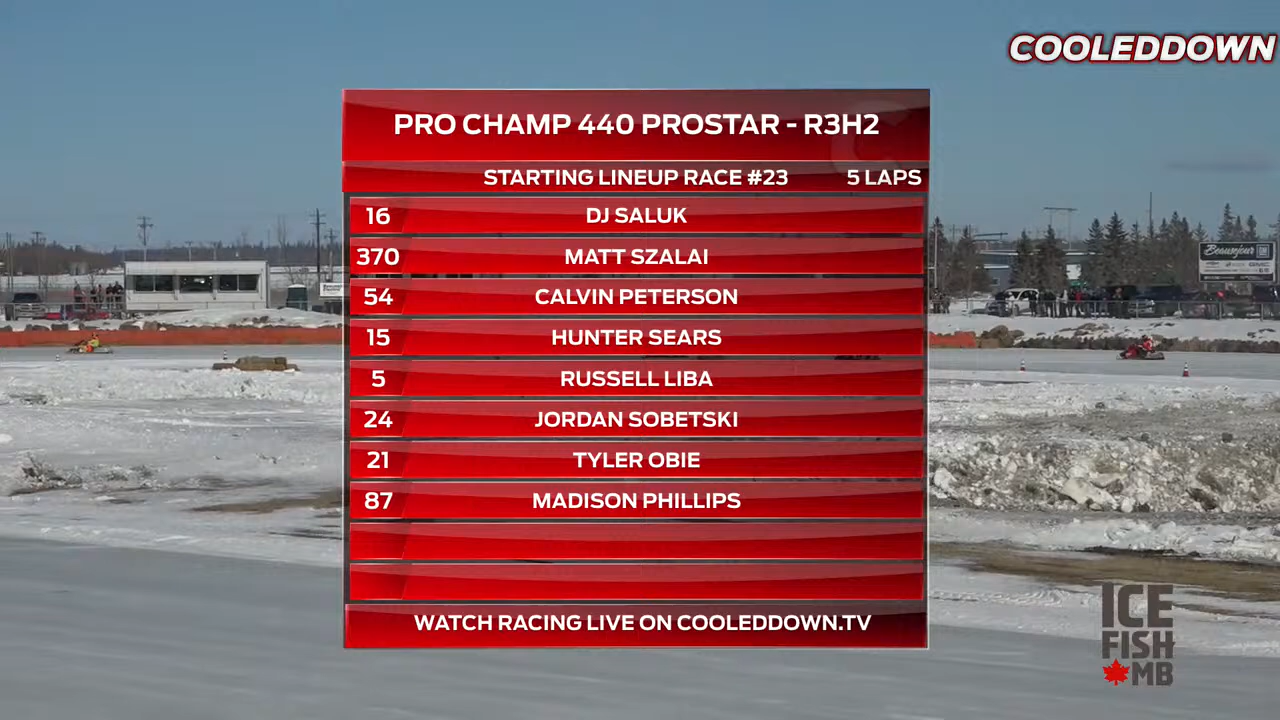 COOLEDDOWN
PRO CHAMP 440 PROSTAR - R3H2
STARTING LINEUP RACE #23 5 LAPS
16 DJ SALUK
370 MATT SZALAI
54 CALVIN PETERSON
15 HUNTER SEARS
5 RUSSELL LIBA
24 JORDAN SOBETSKI
21 TYLER OBIE
87 MADISON PHILLIPS
WATCH RACING LIVE ON COOLEDDOWN.TV
Beausejour
GM
ICE
FISH
MB